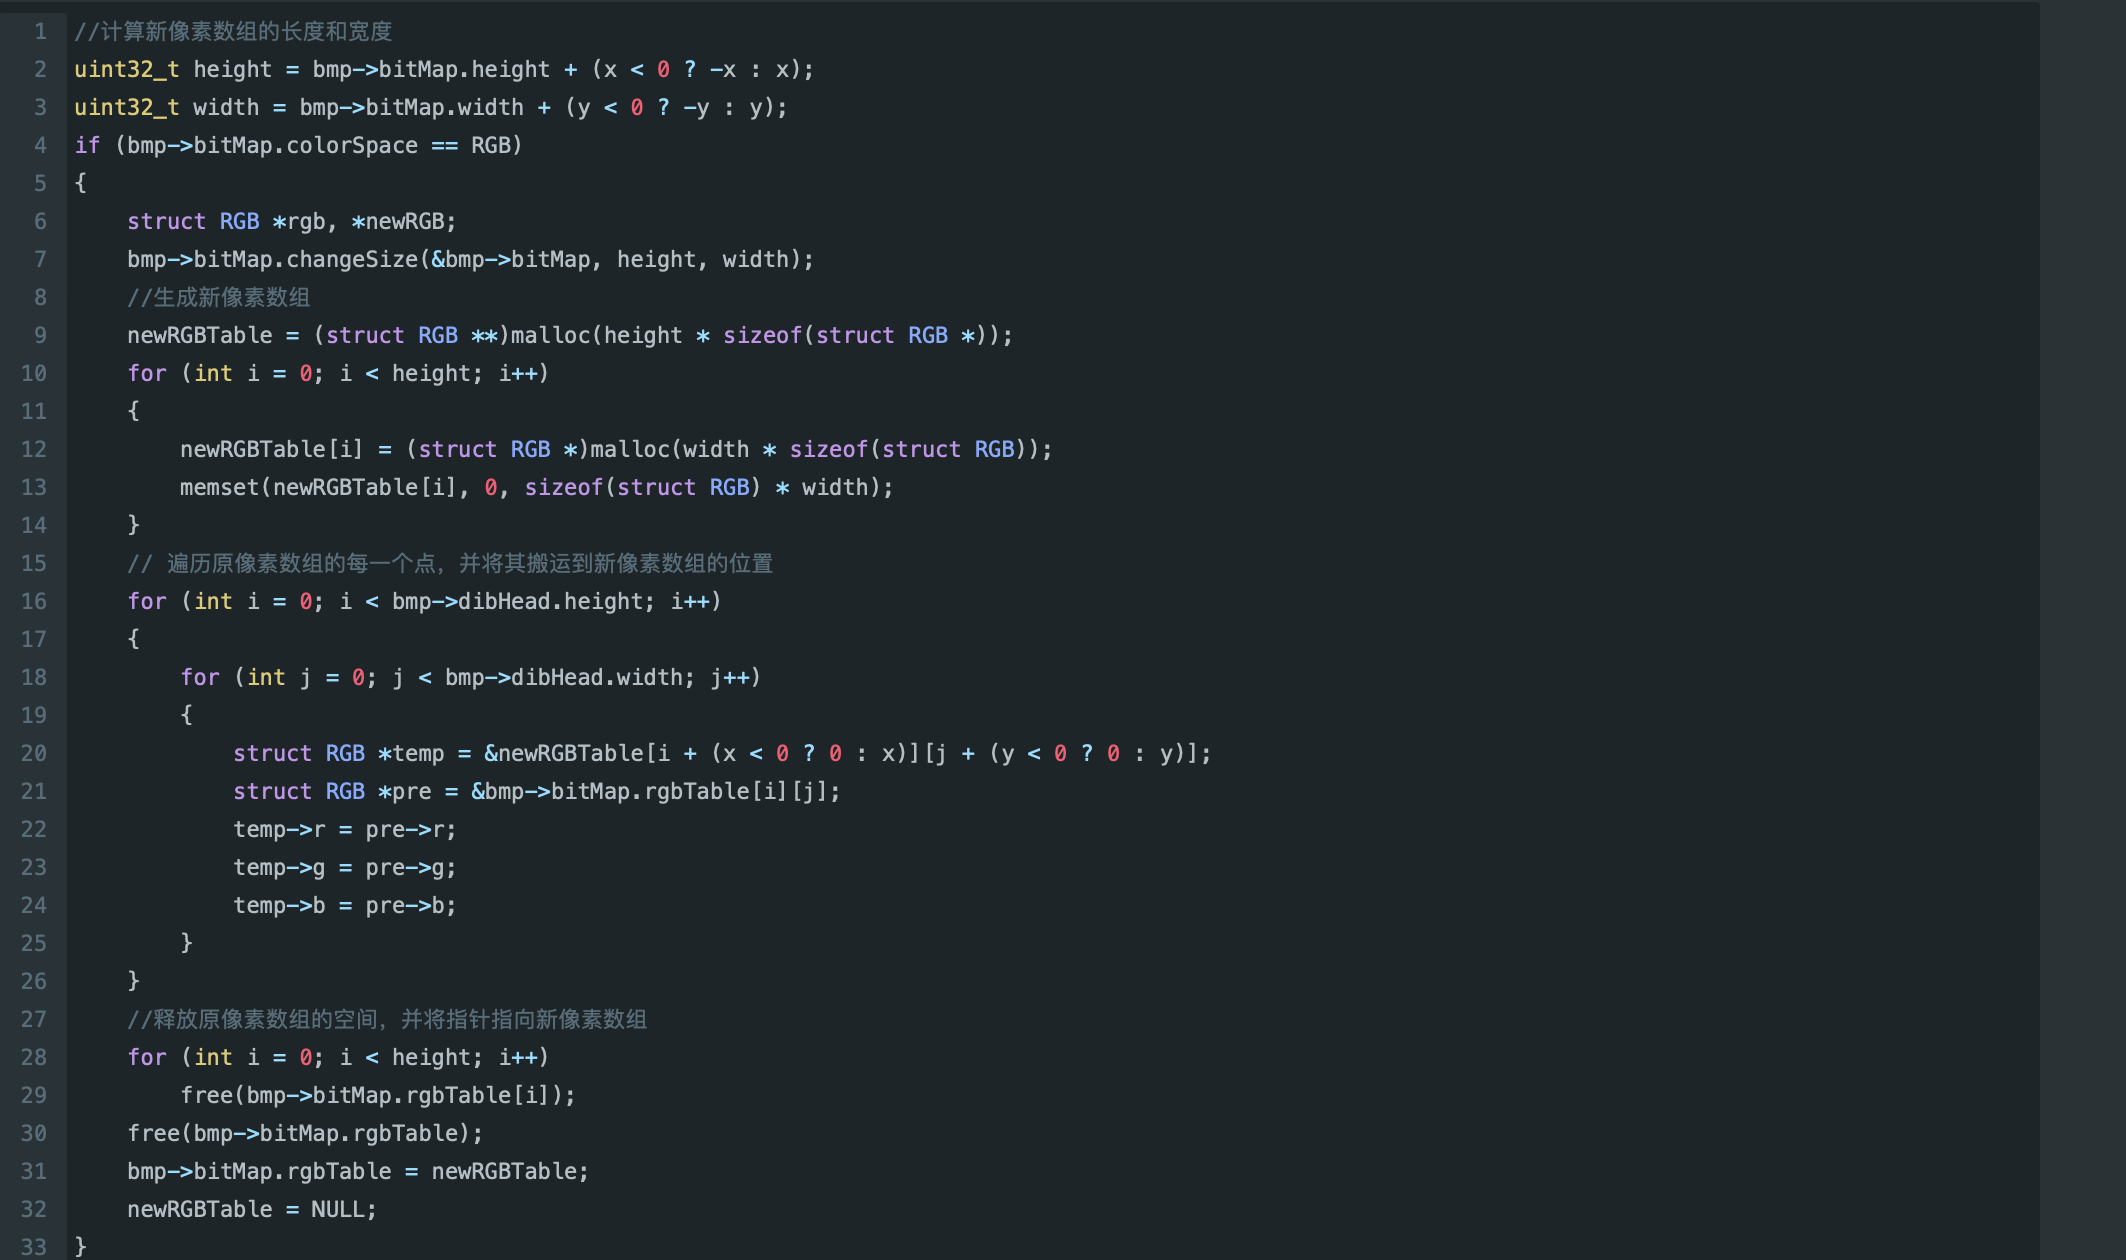 1 //计算新像素数组的长度和宽度
2 uint32_t height = bmp->bitMap.height + (x < 0 ? -x : x);
3 uint32_t width = bmp->bitMap.width + (y < 0 ? -y : y);
4 if (bmp->bitMap.colorSpace == RGB)
5 {
6     struct RGB *rgb, *newRGB;
7     bmp->bitMap.changeSize(&bmp->bitMap, height, width);
8     //生成新像素数组
9     newRGBTable = (struct RGB **)malloc(height * sizeof(struct RGB *));
10     for (int i = 0; i < height; i++)
11     {
12         newRGBTable[i] = (struct RGB *)malloc(width * sizeof(struct RGB));
13         memset(newRGBTable[i], 0, sizeof(struct RGB) * width);
14     }
15     // 遍历原像素数组的每一个点，并将其搬运到新像素数组的位置
16     for (int i = 0; i < bmp->dibHead.height; i++)
17     {
18         for (int j = 0; j < bmp->dibHead.width; j++)
19         {
20             struct RGB *temp = &newRGBTable[i + (x < 0 ? 0 : x)][j + (y < 0 ? 0 : y)];
21             struct RGB *pre = &bmp->bitMap.rgbTable[i][j];
22             temp->r = pre->r;
23             temp->g = pre->g;
24             temp->b = pre->b;
25         }
26     }
27     //释放原像素数组的空间，并将指针指向新像素数组
28     for (int i = 0; i < height; i++)
29         free(bmp->bitMap.rgbTable[i]);
30     free(bmp->bitMap.rgbTable);
31     bmp->bitMap.rgbTable = newRGBTable;
32     newRGBTable = NULL;
33 }